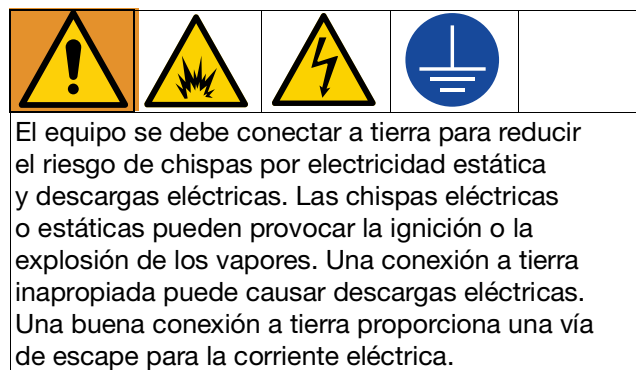 El equipo se debe conectar a tierra para reducir
el riesgo de chispas por electricidad estática
y descargas eléctricas. Las chispas eléctricas
o estáticas pueden provocar la ignición o la
explosión de los vapores. Una conexión a tierra
inapropiada puede causar descargas eléctricas.
Una buena conexión a tierra proporciona una vía
de escape para la corriente eléctrica.